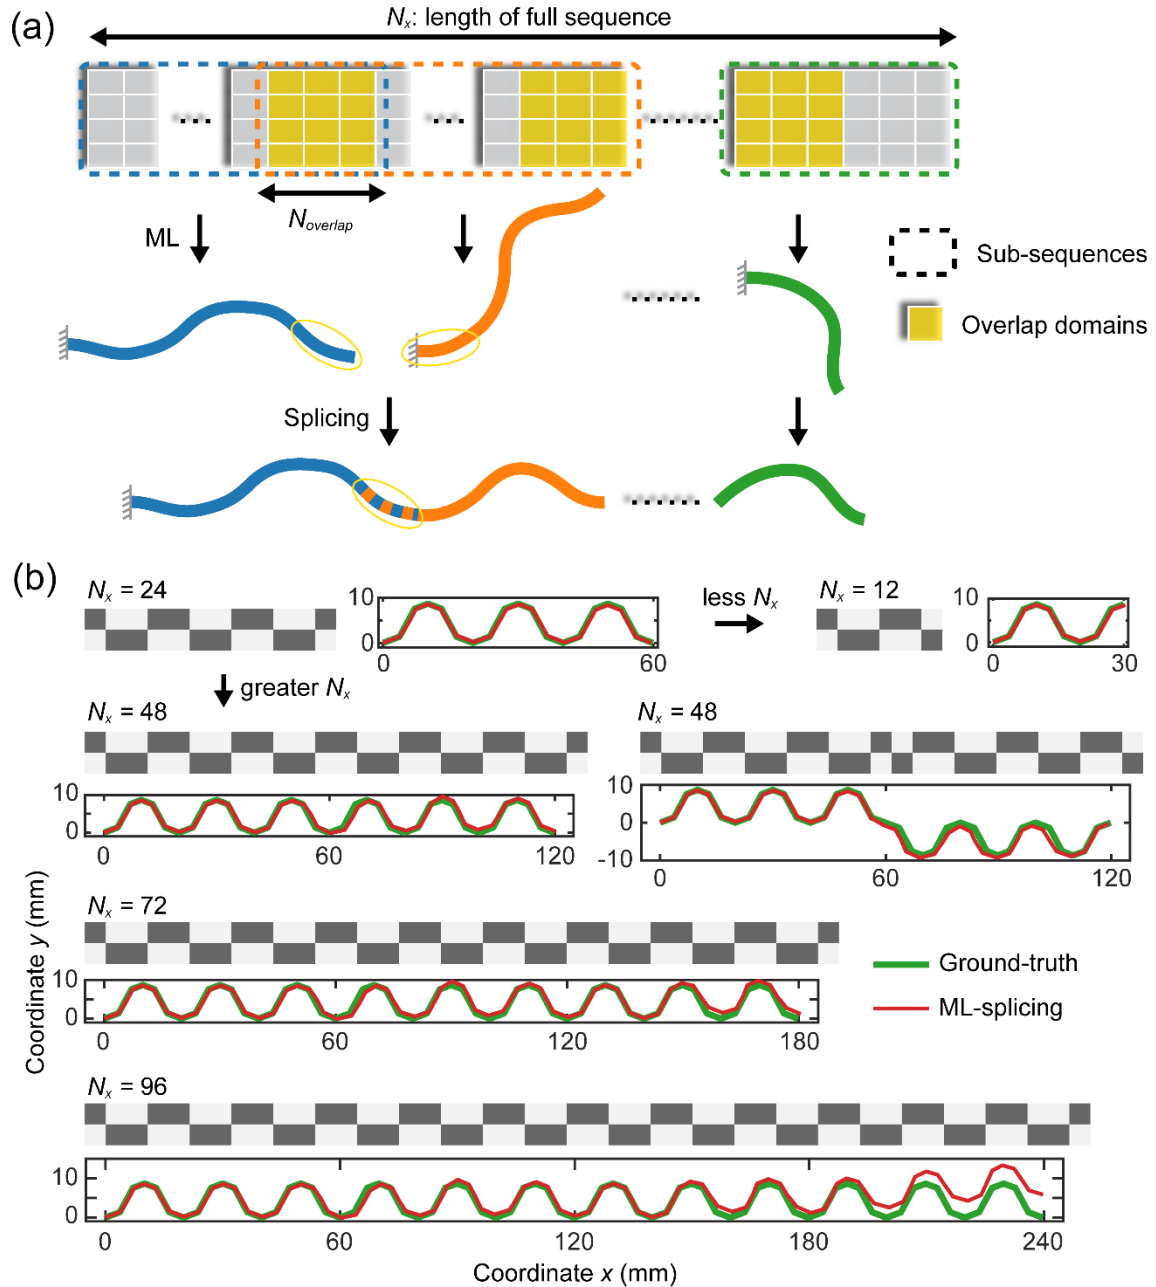 (a)
Nx: length of full sequence
Noverlap
ML
Sub-sequences
Overlap domains
Splicing
(b)
Nx = 24
10
0
0
60
less Nx
Nx = 12
10
0
0
30
greater Nx
Nx = 48
10
0
0
60
120
Nx = 48
10
0
-10
0
60
120
Nx = 72
10
0
0
60
120
180
Ground-truth
ML-splicing
Nx = 96
10
0
0
60
120
180
240
Coordinate y (mm)
Coordinate x (mm)